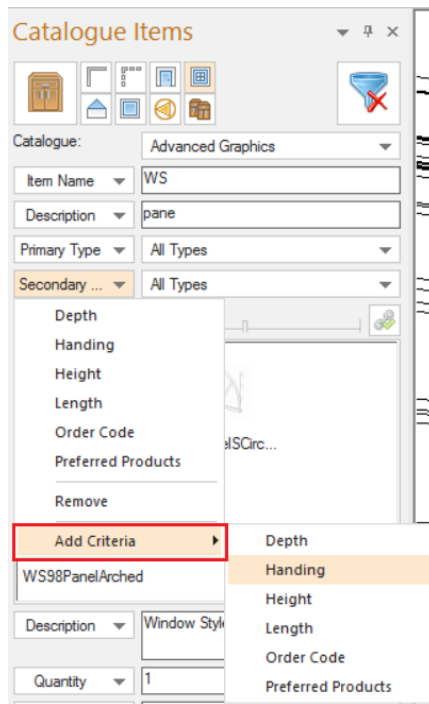 Catalogue Items
Catalogue: Advanced Graphics
Item Name WS
Description pane
Primary Type All Types
Secondary ... All Types
Depth
Handing
Height
Length
Order Code
Preferred Products
Remove
Add Criteria
elSCirc...
WS98PanelArched
Depth
Handing
Height
Length
Order Code
Preferred Products
Description Window Style
Quantity 1